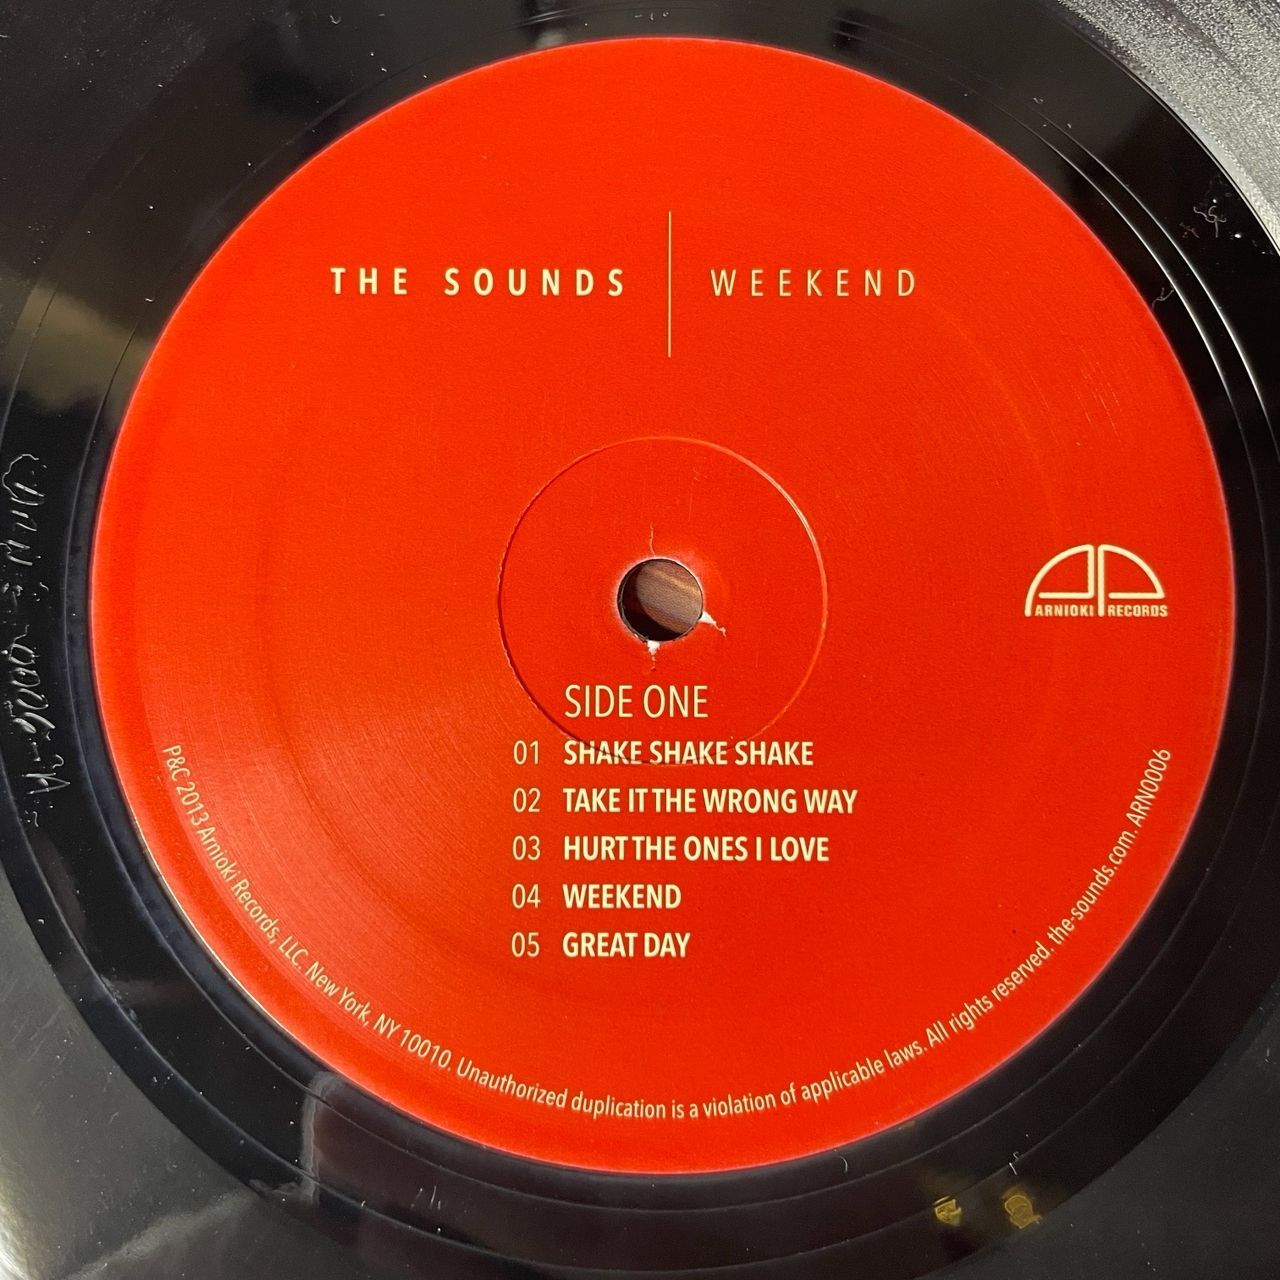 THE SOUNDS | WEEKEND
ARNIOKI RECORDS
SIDE ONE
01 SHAKE SHAKE SHAKE
02 TAKE IT THE WRONG WAY
03 HURT THE ONES I LOVE
04 WEEKEND
05 GREAT DAY
P&C 2013 Arnioki Records, LLC. New York, NY 10010. Unauthorized duplication is a violation of applicable laws. All rights reserved. the-sounds.com. ARN0006